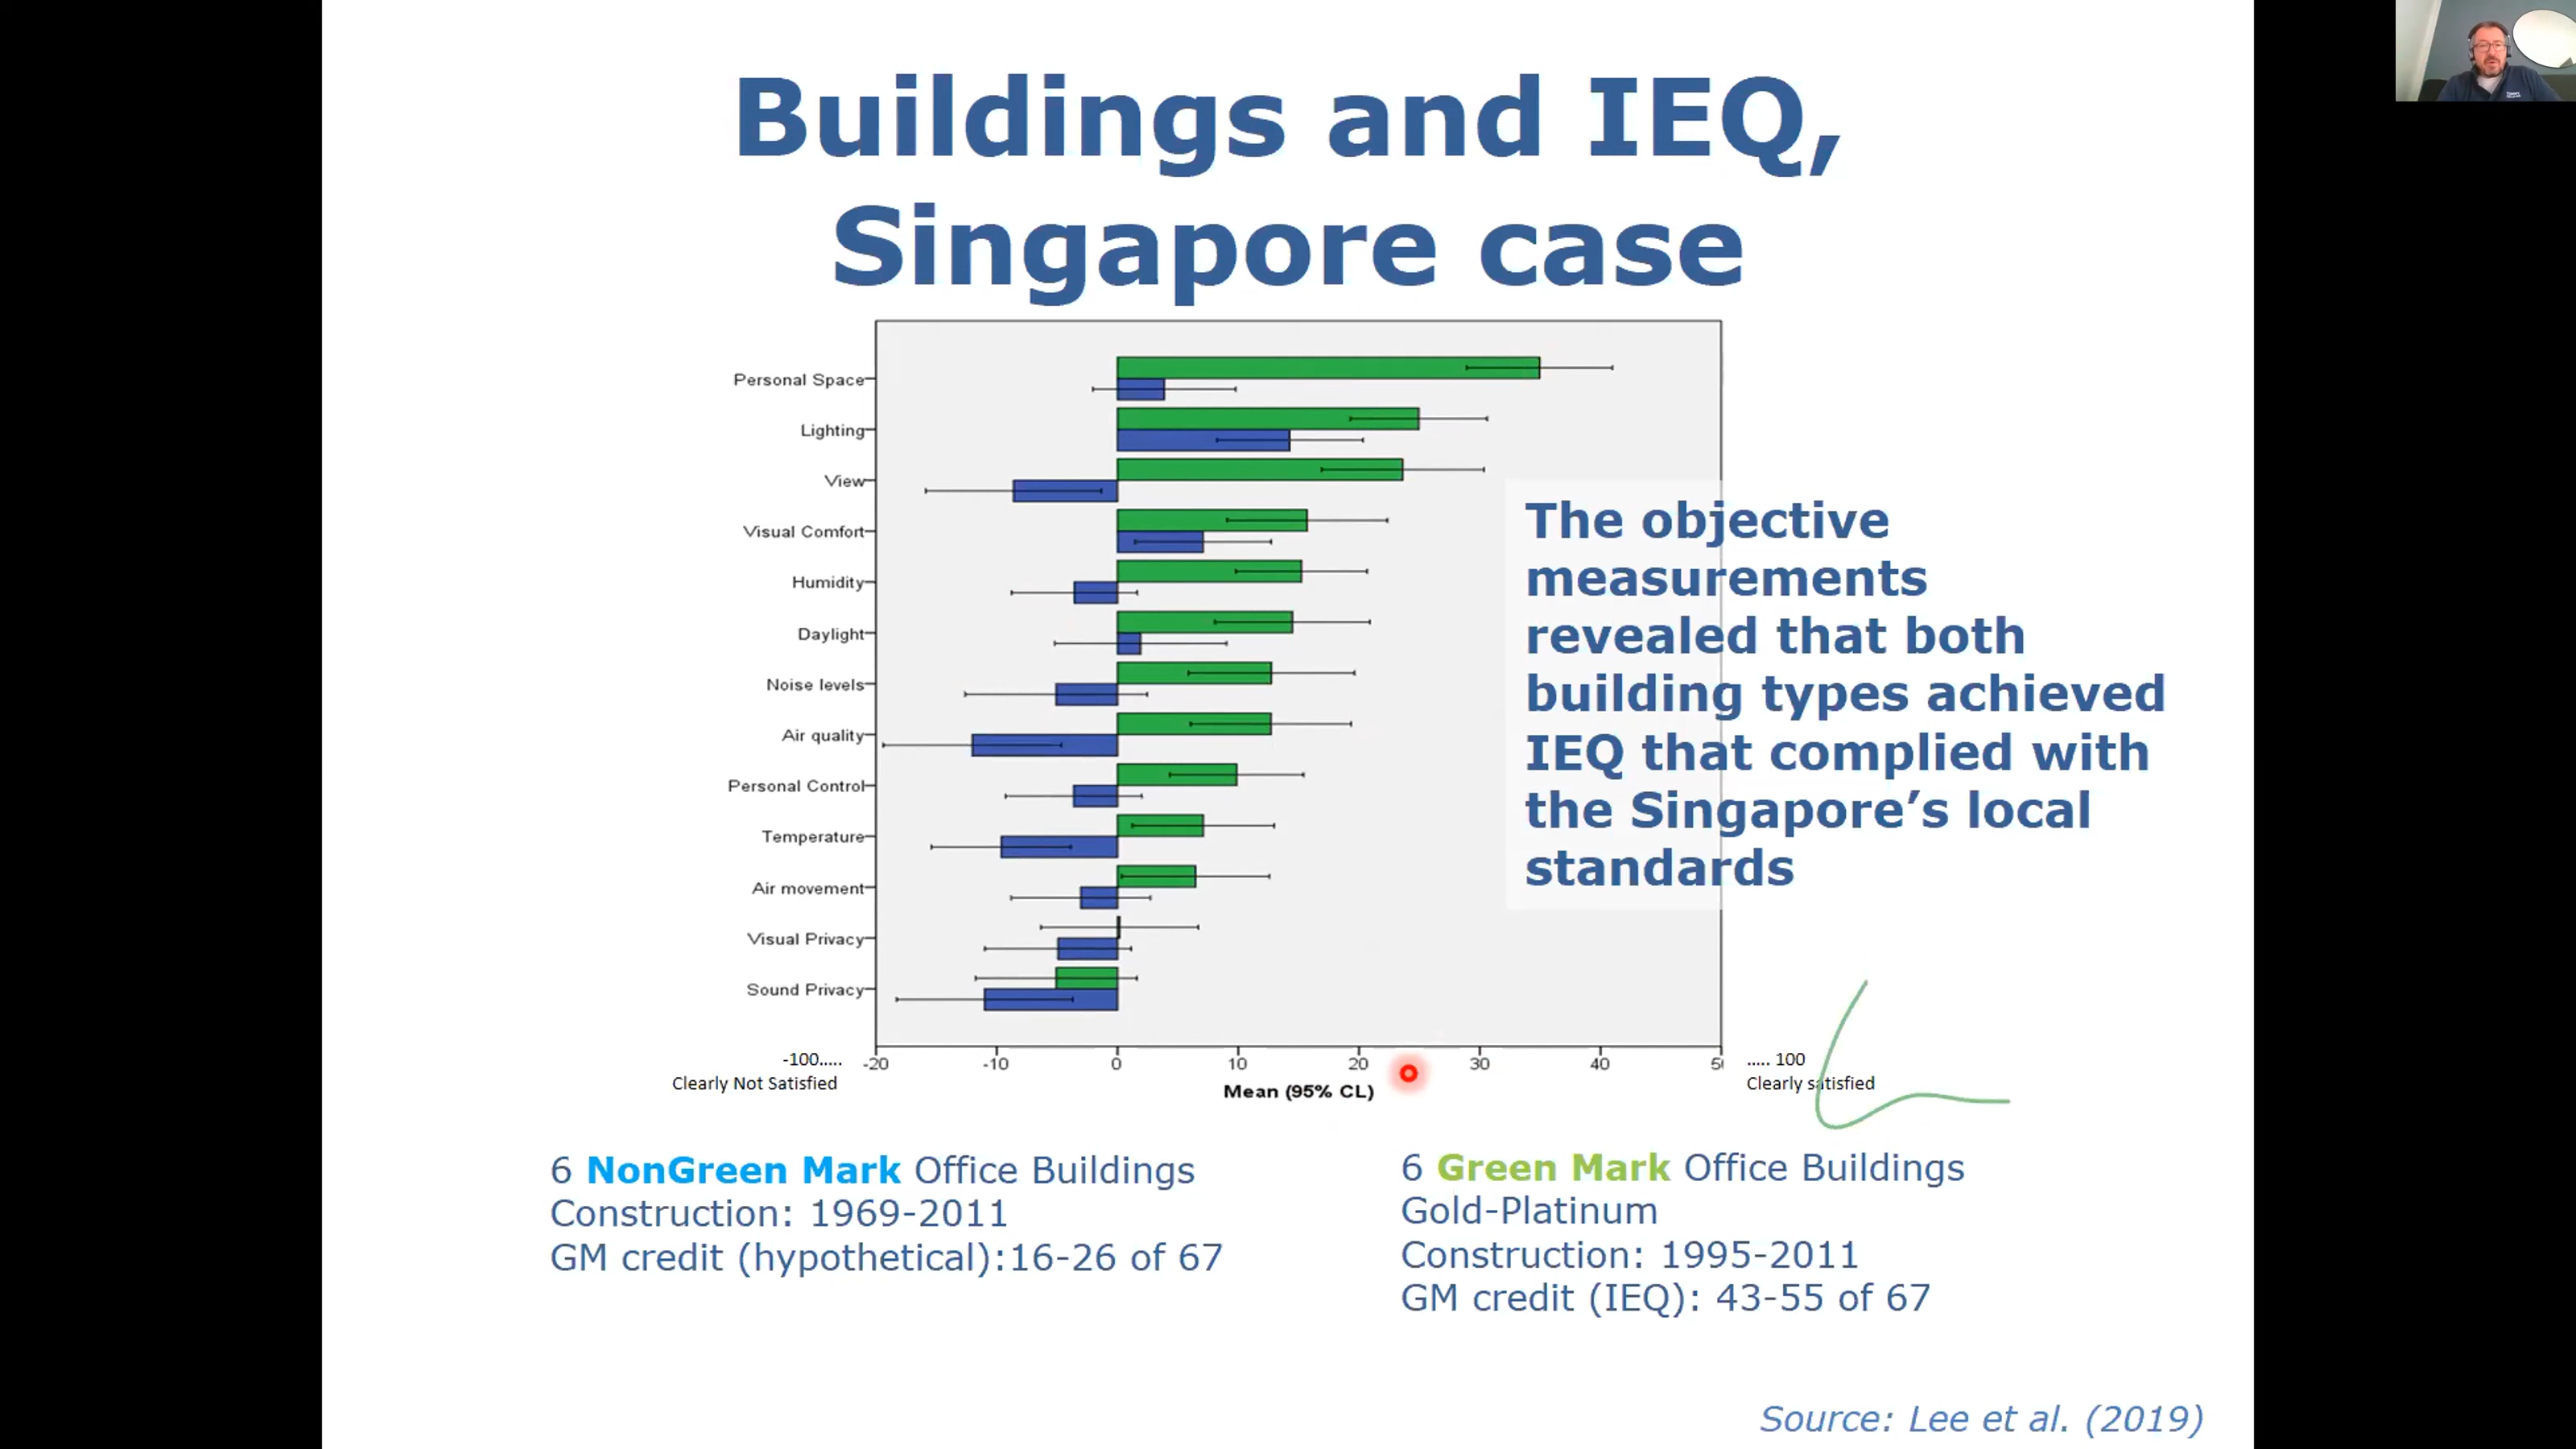 Buildings and IEQ,
Singapore case
Personal Space
Lighting
View
Visual Comfort
Humidity
Daylight
Noise levels
Air quality
Personal Control
Temperature
Air movement
Visual Privacy
Sound Privacy
The objective
measurements
revealed that both
building types achieved
IEQ that complied with
the Singapore’s local
standards
-20 -10 0 10 20 30 40
Mean (95% CL)
-100.....
Clearly Not Satisfied
..... 100
Clearly satisfied
6 NonGreen Mark Office Buildings
Construction: 1969-2011
GM credit (hypothetical):16-26 of 67
6 Green Mark Office Buildings
Gold-Platinum
Construction: 1995-2011
GM credit (IEQ): 43-55 of 67
Source: Lee et al. (2019)